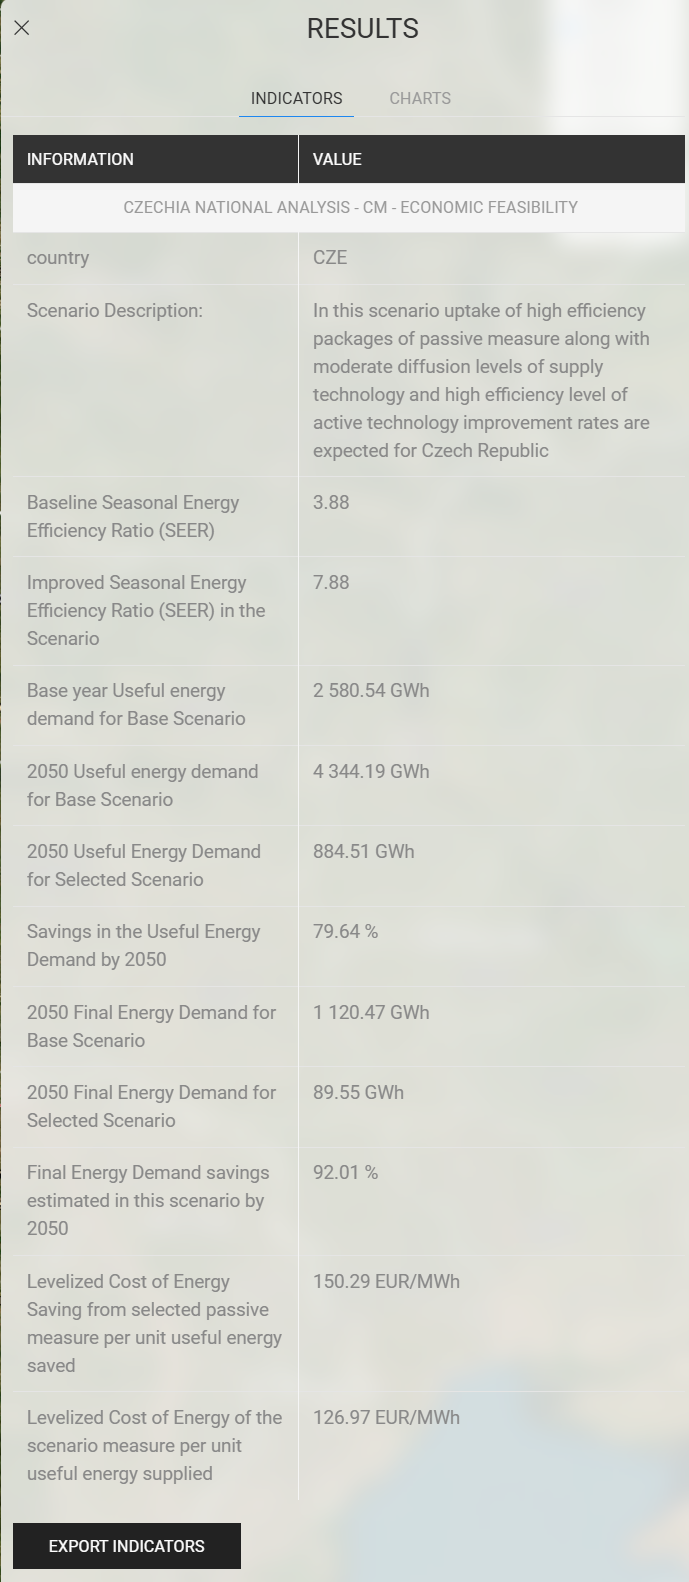 RESULTS
INDICATORS
CHARTS
INFORMATION
VALUE
CZECHIA NATIONAL ANALYSIS - CM - ECONOMIC FEASIBILITY
country
CZE
Scenario Description:
In this scenario uptake of high efficiency
packages of passive measure along with
moderate diffusion levels of supply
technology and high efficiency level of
active technology improvement rates are
expected for Czech Republic
Baseline Seasonal Energy
Efficiency Ratio (SEER)
3.88
Improved Seasonal Energy
Efficiency Ratio (SEER) in the
Scenario
7.88
Base year Useful energy
demand for Base Scenario
2 580.54 GWh
2050 Useful energy demand
for Base Scenario
4 344.19 GWh
2050 Useful Energy Demand
for Selected Scenario
884.51 GWh
Savings in the Useful Energy
Demand by 2050
79.64 %
2050 Final Energy Demand for
Base Scenario
1 120.47 GWh
2050 Final Energy Demand for
Selected Scenario
89.55 GWh
Final Energy Demand savings
estimated in this scenario by
2050
92.01 %
Levelized Cost of Energy
Saving from selected passive
measure per unit useful energy
saved
150.29 EUR/MWh
Levelized Cost of Energy of the
scenario measure per unit
useful energy supplied
126.97 EUR/MWh
EXPORT INDICATORS